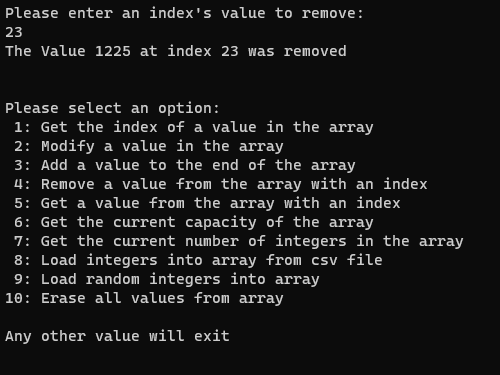 Please enter an index's value to remove:
23
The Value 1225 at index 23 was removed
Please select an option:
1: Get the index of a value in the array
2: Modify a value in the array
3: Add a value to the end of the array
4: Remove a value from the array with an index
5: Get a value from the array with an index
6: Get the current capacity of the array
7: Get the current number of integers in the array
8: Load integers into array from csv file
9: Load random integers into array
10: Erase all values from array
Any other value will exit